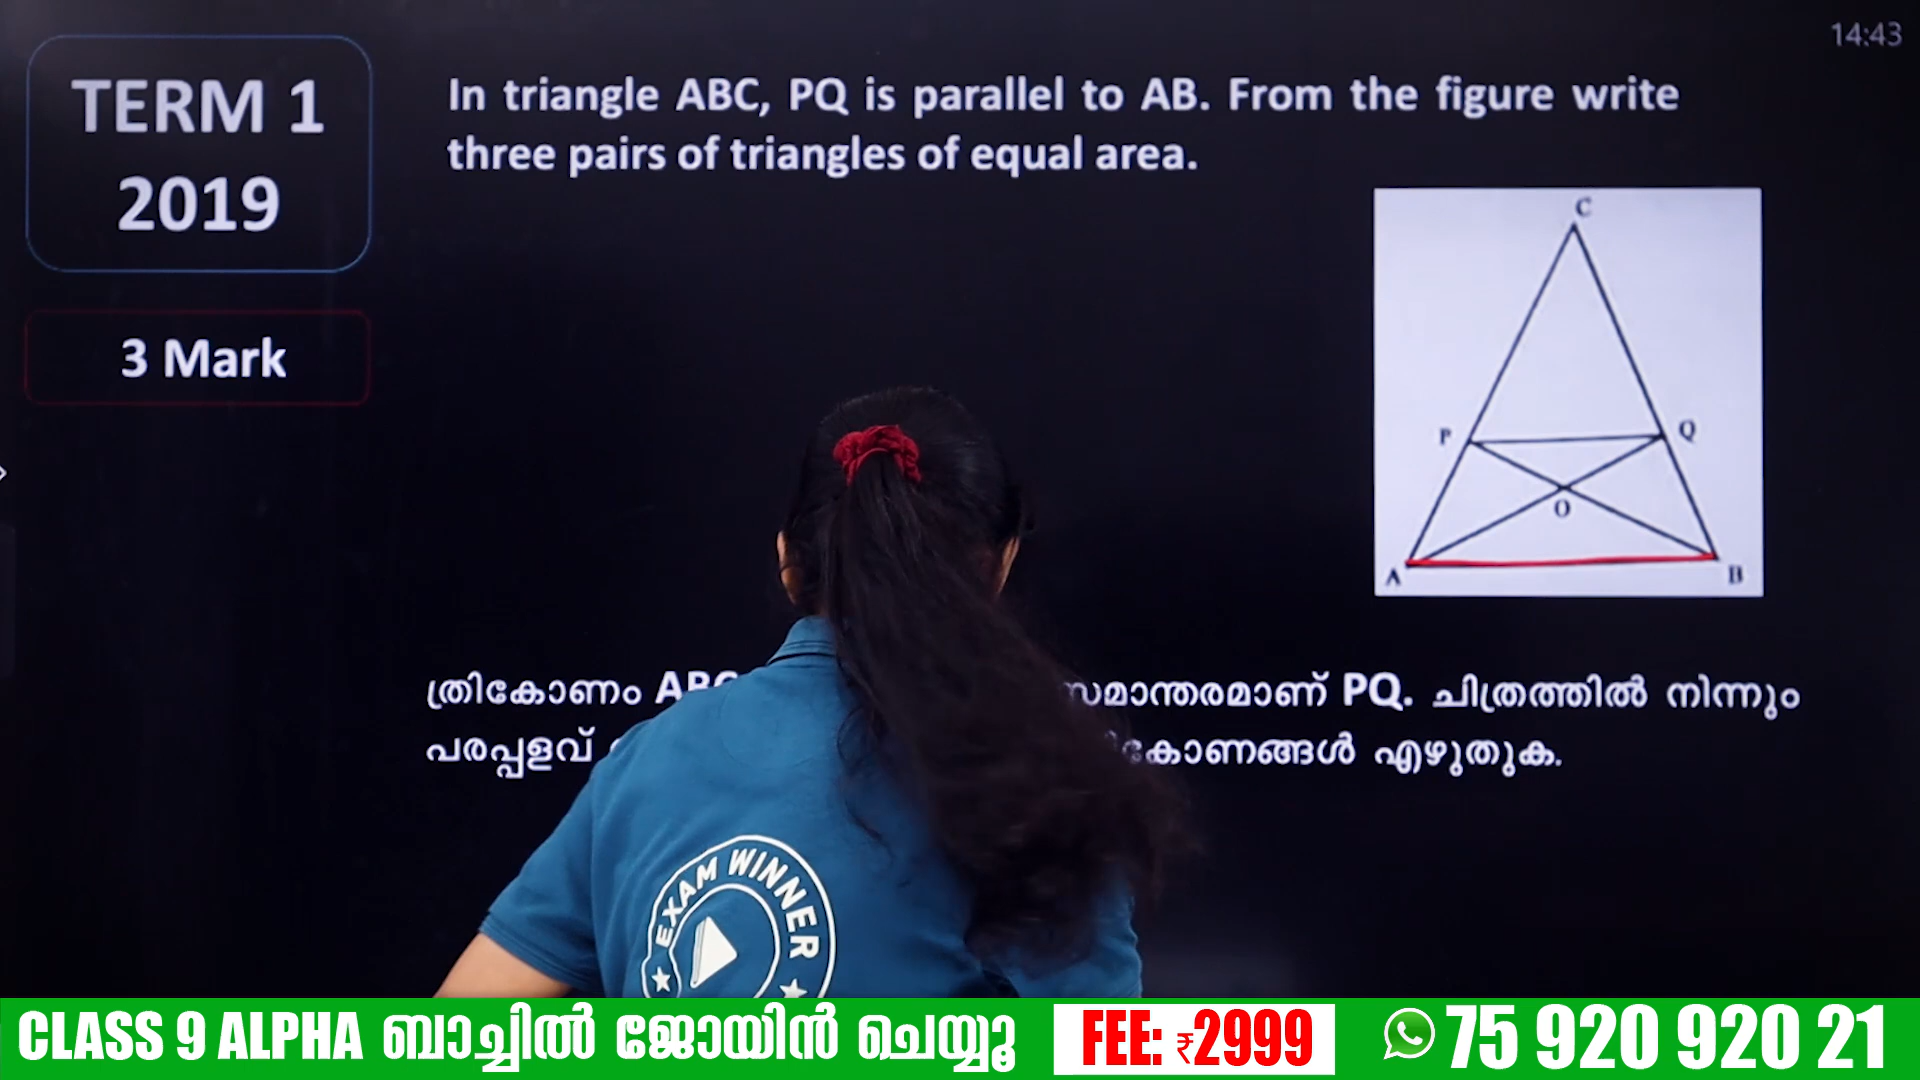 14:43
TERM 1
2019
3 Mark
In triangle ABC, PQ is parallel to AB. From the figure write
three pairs of triangles of equal area.
C
P
Q
O
A
B
ത്രികോണം ABC സമാന്തരമാണ് PQ. ചിത്രത്തിൽ നിന്നും
പരപ്പളവ് കോണങ്ങൾ എഴുതുക.
EXAM WINNER
CLASS 9 ALPHA ബാച്ചിൽ ജോയിൻ ചെയ്യൂ
FEE: ₹2999
75 920 920 21